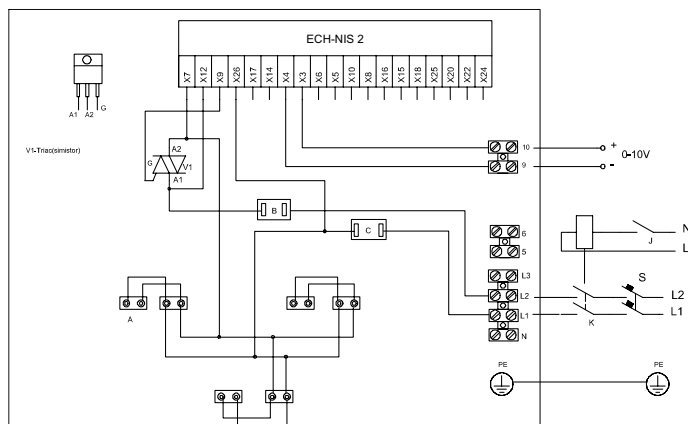 ECH-NIS 2
X7 X12 X9 X26 X17 X14 X4 X3 X6 X5 X10 X8 X16 X15 X18 X25 X20 X22 X24
A1 A2 G
V1-Triac(simistor)
A2
G
V1
A1
10
+
0-10V
9
-
B
C
6
5
J
N
L
L3
S
L2
L2
L1
L1
K
N
A
PE
PE